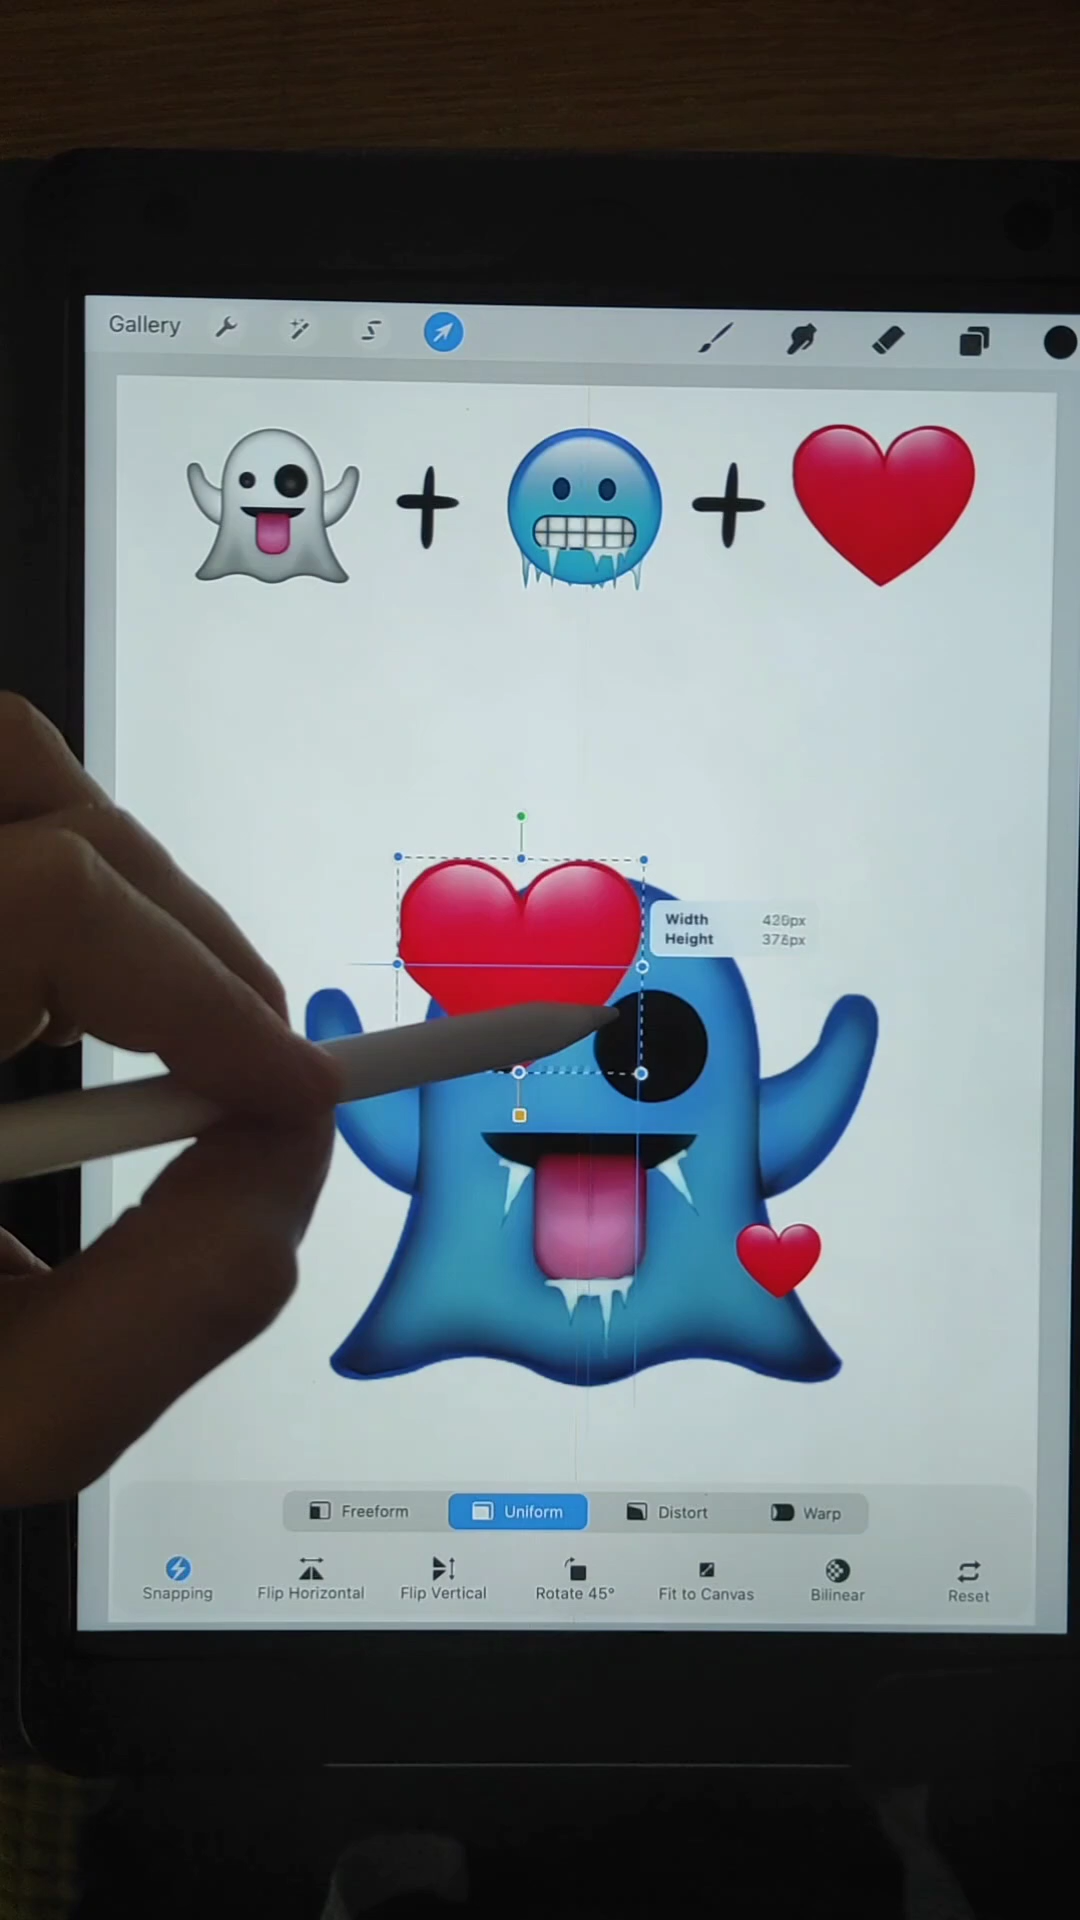 Gallery
+ +
Width
Height
Freeform Uniform Distort Warp
Snapping Flip Horizontal Flip Vertical Rotate 45° Fit to Canvas Bilinear Reset